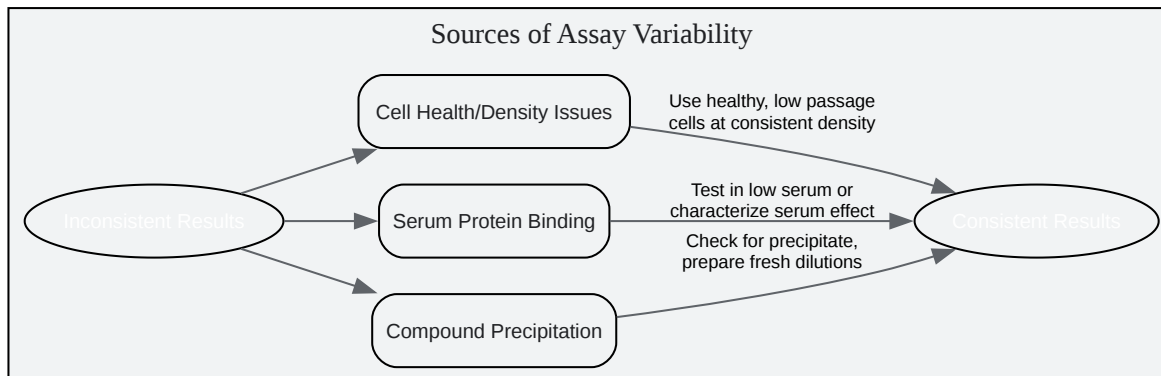 Sources of Assay Variability
Cell Health/Density Issues
Use healthy, low passage
cells at consistent density
Inconsistent Results
Serum Protein Binding
Test in low serum or
characterize serum effect
Consistent Results
Check for precipitate,
prepare fresh dilutions
Compound Precipitation